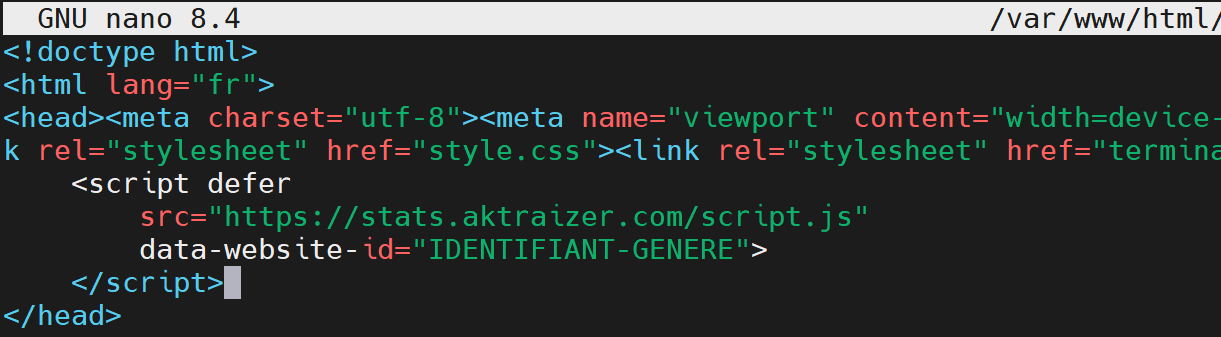 GNU nano 8.4 /var/www/html/
<!doctype html>
<html lang="fr">
<head><meta charset="utf-8"><meta name="viewport" content="width=device-
k rel="stylesheet" href="style.css"><link rel="stylesheet" href="termina
<script defer
src="https://stats.aktraizer.com/script.js"
data-website-id="IDENTIFIANT-GENERE">
</script>
</head>